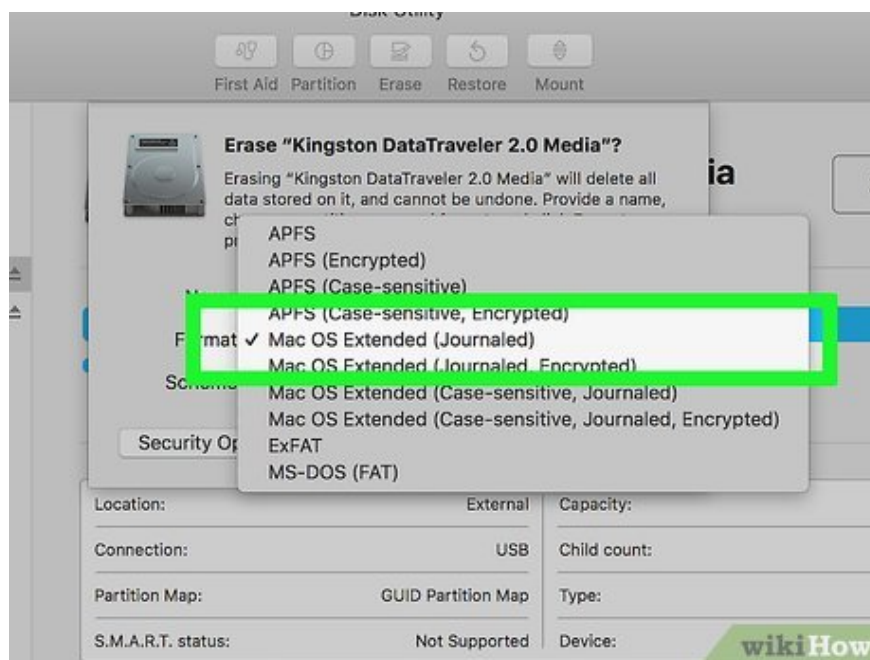 Disk Utility
First Aid Partition Erase Restore Mount
Erase “Kingston DataTraveler 2.0 Media”?
Erasing “Kingston DataTraveler 2.0 Media” will delete all
data stored on it, and cannot be undone. Provide a name,
ia
APFS
APFS (Encrypted)
APFS (Case-sensitive)
APFS (Case-sensitive, Encrypted)
Format ✓ Mac OS Extended (Journaled)
Mac OS Extended (Journaled, Encrypted)
Mac OS Extended (Case-sensitive, Journaled)
Mac OS Extended (Case-sensitive, Journaled, Encrypted)
Security Op
ExFAT
MS-DOS (FAT)
Location: External Capacity:
Connection: USB Child count:
Partition Map: GUID Partition Map Type:
S.M.A.R.T. status: Not Supported Device:
wikiHow